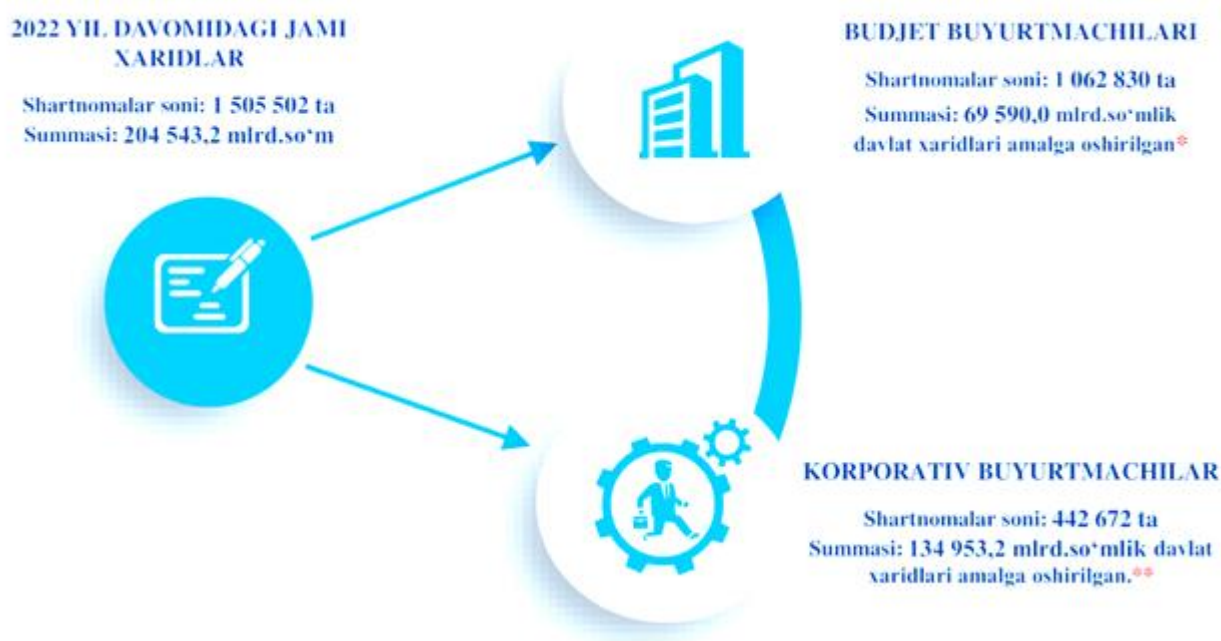 2022 YIL DAVOMIDAGI JAMI
XARIDLAR
Shartnomalar soni: 1 505 502 ta
Summasi: 204 543,2 mlrd.so‘m
BUDJET BUYURTMACHILARI
Shartnomalar soni: 1 062 830 ta
Summasi: 69 590,0 mlrd.so‘mlik
davlat xaridlari amalga oshirilgan*
KORPORATIV BUYURTMACHILAR
Shartnomalar soni: 442 672 ta
Summasi: 134 953,2 mlrd.so‘mlik davlat
xaridlari amalga oshirilgan.**